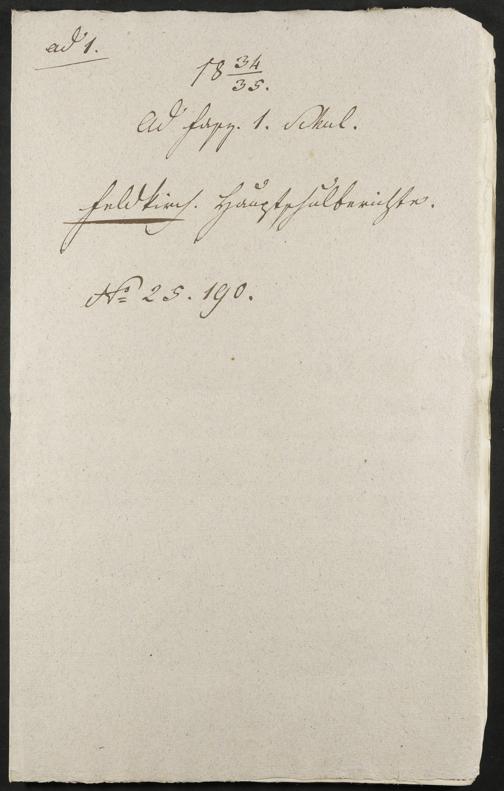 ad 1.
18 34/35.
Ad Fasz. 1. Schul.
Feldkirch. Hauptschulberichte.
No 25. 190.